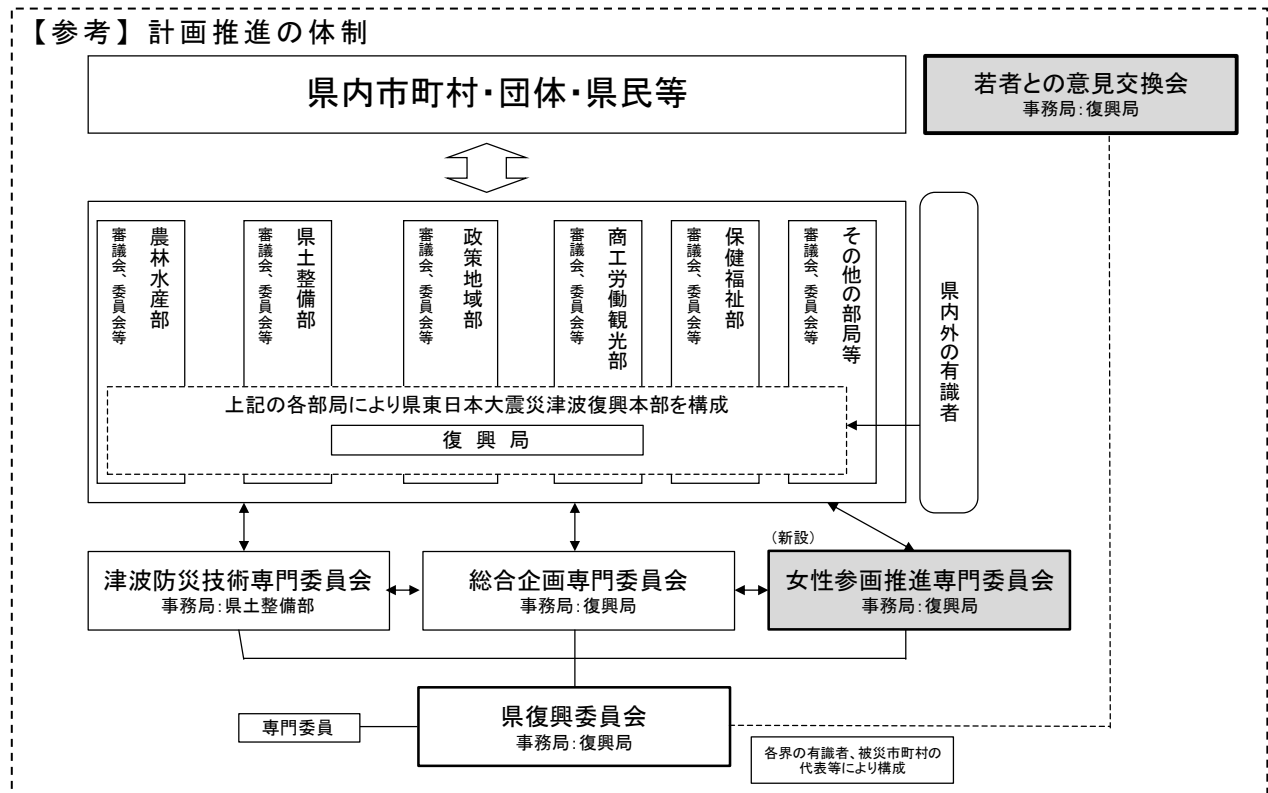 【参考】計画推進の体制
県内市町村・団体・県民等
若者との意見交換会
事務局：復興局
農林水産部
審議会、委員会等
県土整備部
審議会、委員会等
政策地域部
審議会、委員会等
商工労働観光部
審議会、委員会等
保健福祉部
審議会、委員会等
その他の部局等
審議会、委員会等
県内外の有識者
上記の各部局により県東日本大震災津波復興本部を構成
復興局
（新設）
津波防災技術専門委員会
事務局：県土整備部
総合企画専門委員会
事務局：復興局
女性参画推進専門委員会
事務局：復興局
専門委員
県復興委員会
事務局：復興局
各界の有識者、被災市町村の
代表等により構成